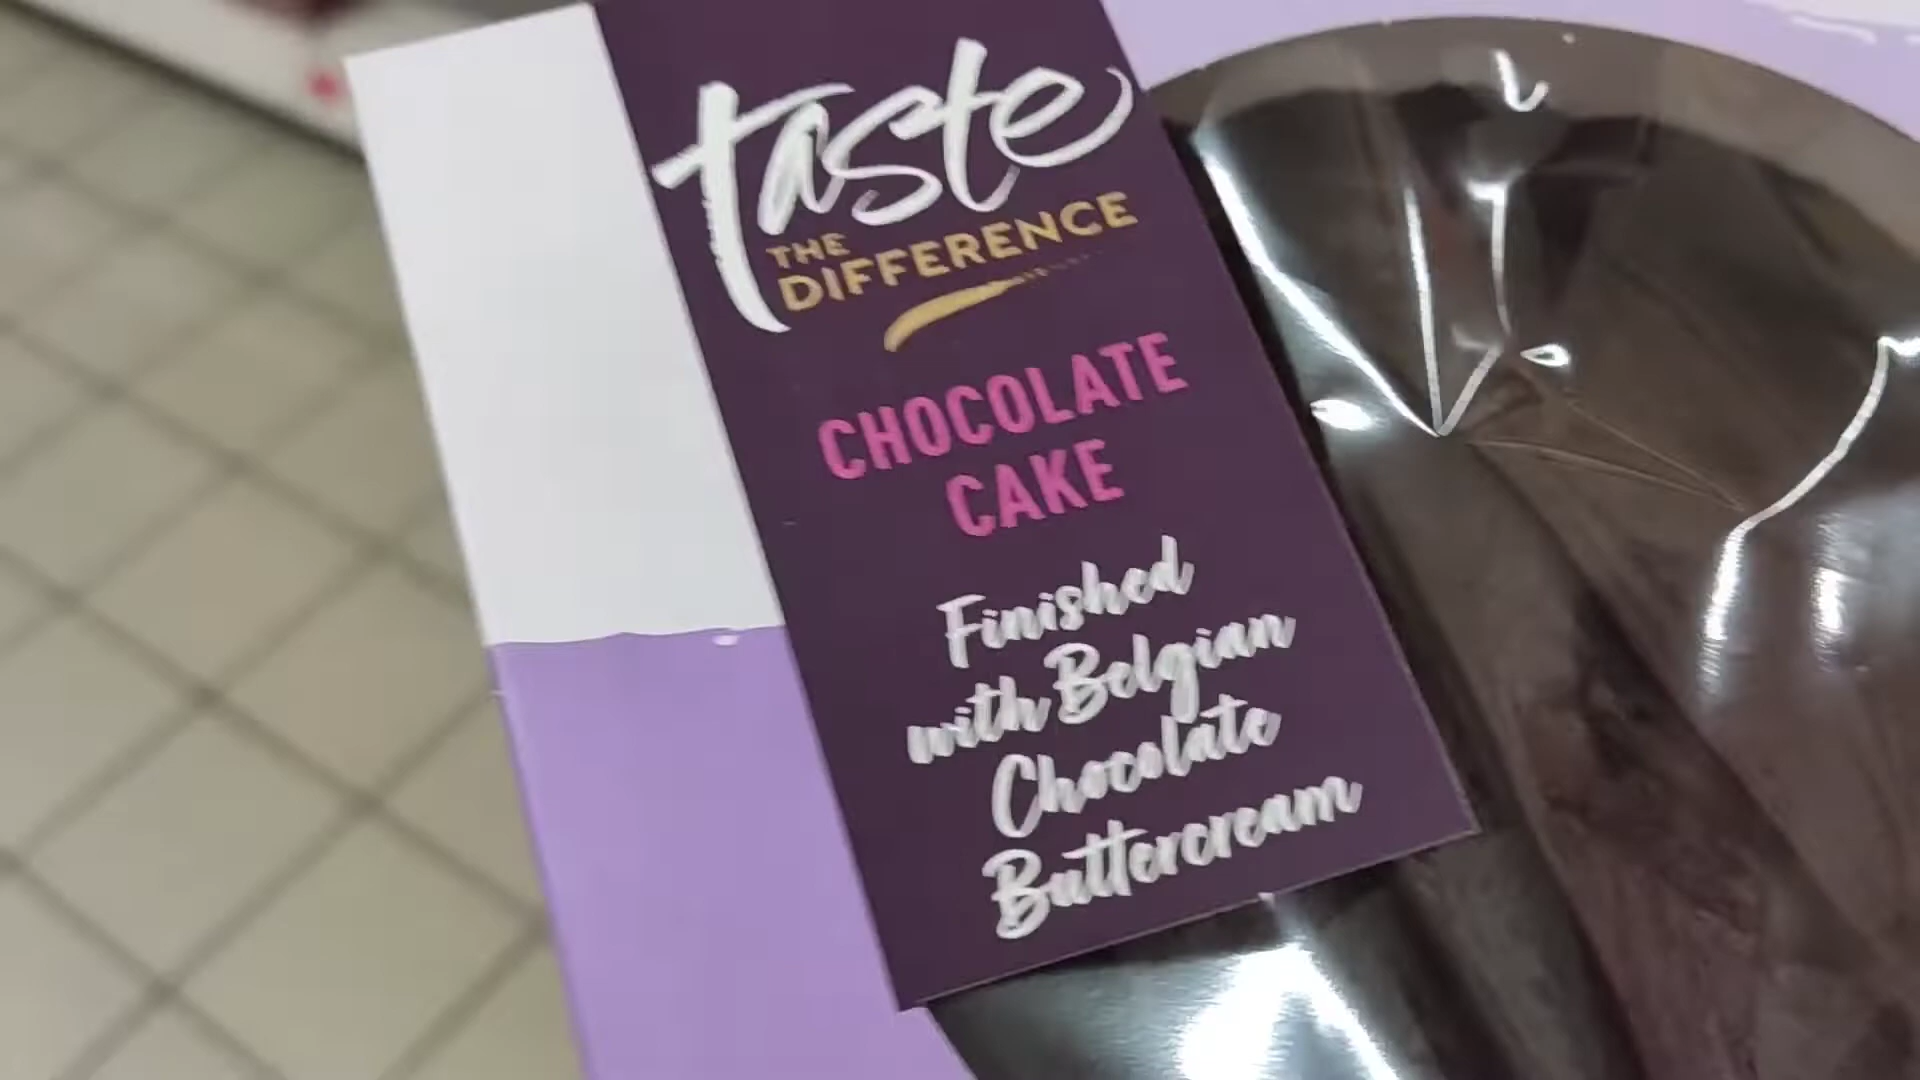 taste
THE
DIFFERENCE
CHOCOLATE
CAKE
Finished
with Belgian
Chocolate
Buttercream